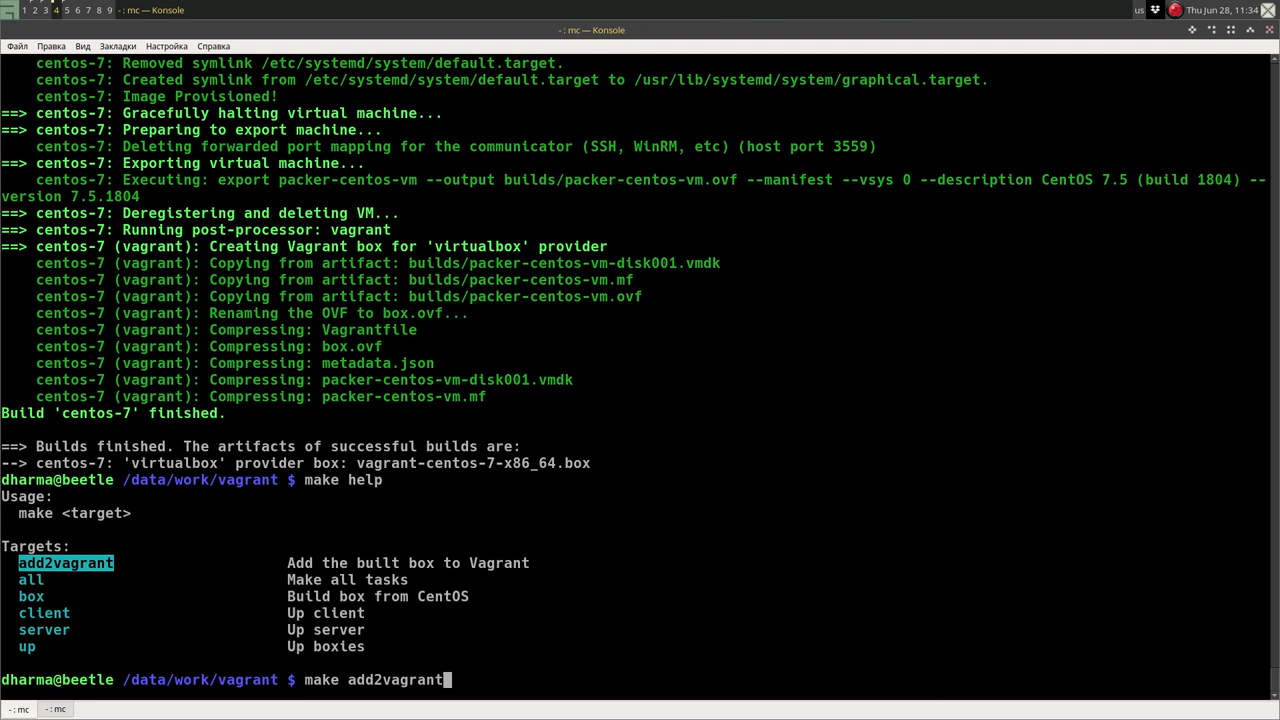 1 2 3 4 5 6 7 8 9 - : mc — Konsole us Thu Jun 28, 11:34
- : mc — Konsole
Файл Правка Вид Закладки Настройка Справка
centos-7: Removed symlink /etc/systemd/system/default.target.
centos-7: Created symlink from /etc/systemd/system/default.target to /usr/lib/systemd/system/graphical.target.
centos-7: Image Provisioned!
==> centos-7: Gracefully halting virtual machine...
==> centos-7: Preparing to export machine...
centos-7: Deleting forwarded port mapping for the communicator (SSH, WinRM, etc) (host port 3559)
==> centos-7: Exporting virtual machine...
centos-7: Executing: export packer-centos-vm --output builds/packer-centos-vm.ovf --manifest --vsys 0 --description CentOS 7.5 (build 1804) --
version 7.5.1804
==> centos-7: Deregistering and deleting VM...
==> centos-7: Running post-processor: vagrant
==> centos-7 (vagrant): Creating Vagrant box for 'virtualbox' provider
centos-7 (vagrant): Copying from artifact: builds/packer-centos-vm-disk001.vmdk
centos-7 (vagrant): Copying from artifact: builds/packer-centos-vm.mf
centos-7 (vagrant): Copying from artifact: builds/packer-centos-vm.ovf
centos-7 (vagrant): Renaming the OVF to box.ovf...
centos-7 (vagrant): Compressing: Vagrantfile
centos-7 (vagrant): Compressing: box.ovf
centos-7 (vagrant): Compressing: metadata.json
centos-7 (vagrant): Compressing: packer-centos-vm-disk001.vmdk
centos-7 (vagrant): Compressing: packer-centos-vm.mf
Build 'centos-7' finished.
==> Builds finished. The artifacts of successful builds are:
--> centos-7: 'virtualbox' provider box: vagrant-centos-7-x86_64.box
dharma@beetle /data/work/vagrant $ make help
Usage:
make <target>
Targets:
add2vagrant Add the built box to Vagrant
all Make all tasks
box Build box from CentOS
client Up client
server Up server
up Up boxies
dharma@beetle /data/work/vagrant $ make add2vagrant
- : mc - : mc